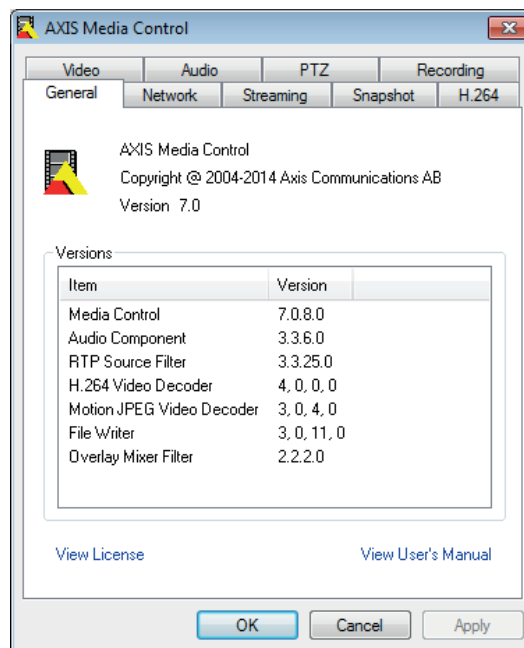 AXIS Media Control
Video Audio PTZ Recording
General Network Streaming Snapshot H.264
AXIS Media Control
Copyright @ 2004-2014 Axis Communications AB
Version 7.0
Versions
Item Version
Media Control 7.0.8.0
Audio Component 3.3.6.0
RTP Source Filter 3.3.25.0
H.264 Video Decoder 4, 0, 0, 0
Motion JPEG Video Decoder 3, 0, 4, 0
File Writer 3, 0, 11, 0
Overlay Mixer Filter 2.2.2.0
View License View User's Manual
OK Cancel Apply